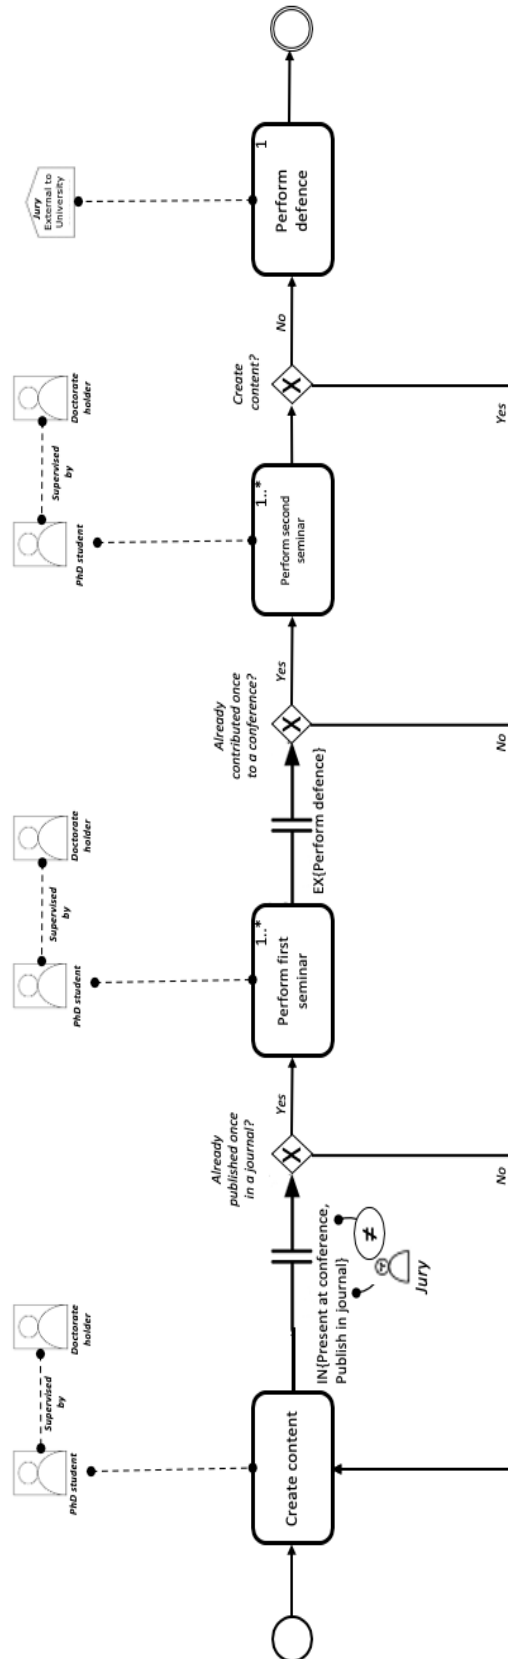 PhD student
Supervised
by
Doctorate
holder
PhD student
Supervised
by
Doctorate
holder
PhD student
Supervised
by
Doctorate
holder
Jury
External to
University
Create content
IN{Present at conference,
Publish in journal}
≠
Jury
Already
published once
in a journal?
X
Yes
No
1..*
Perform first
seminar
EX{Perform defence}
Already
contributed once
to a conference?
X
Yes
No
1..*
Perform second
seminar
Create
content?
X
No
Yes
1
Perform
defence